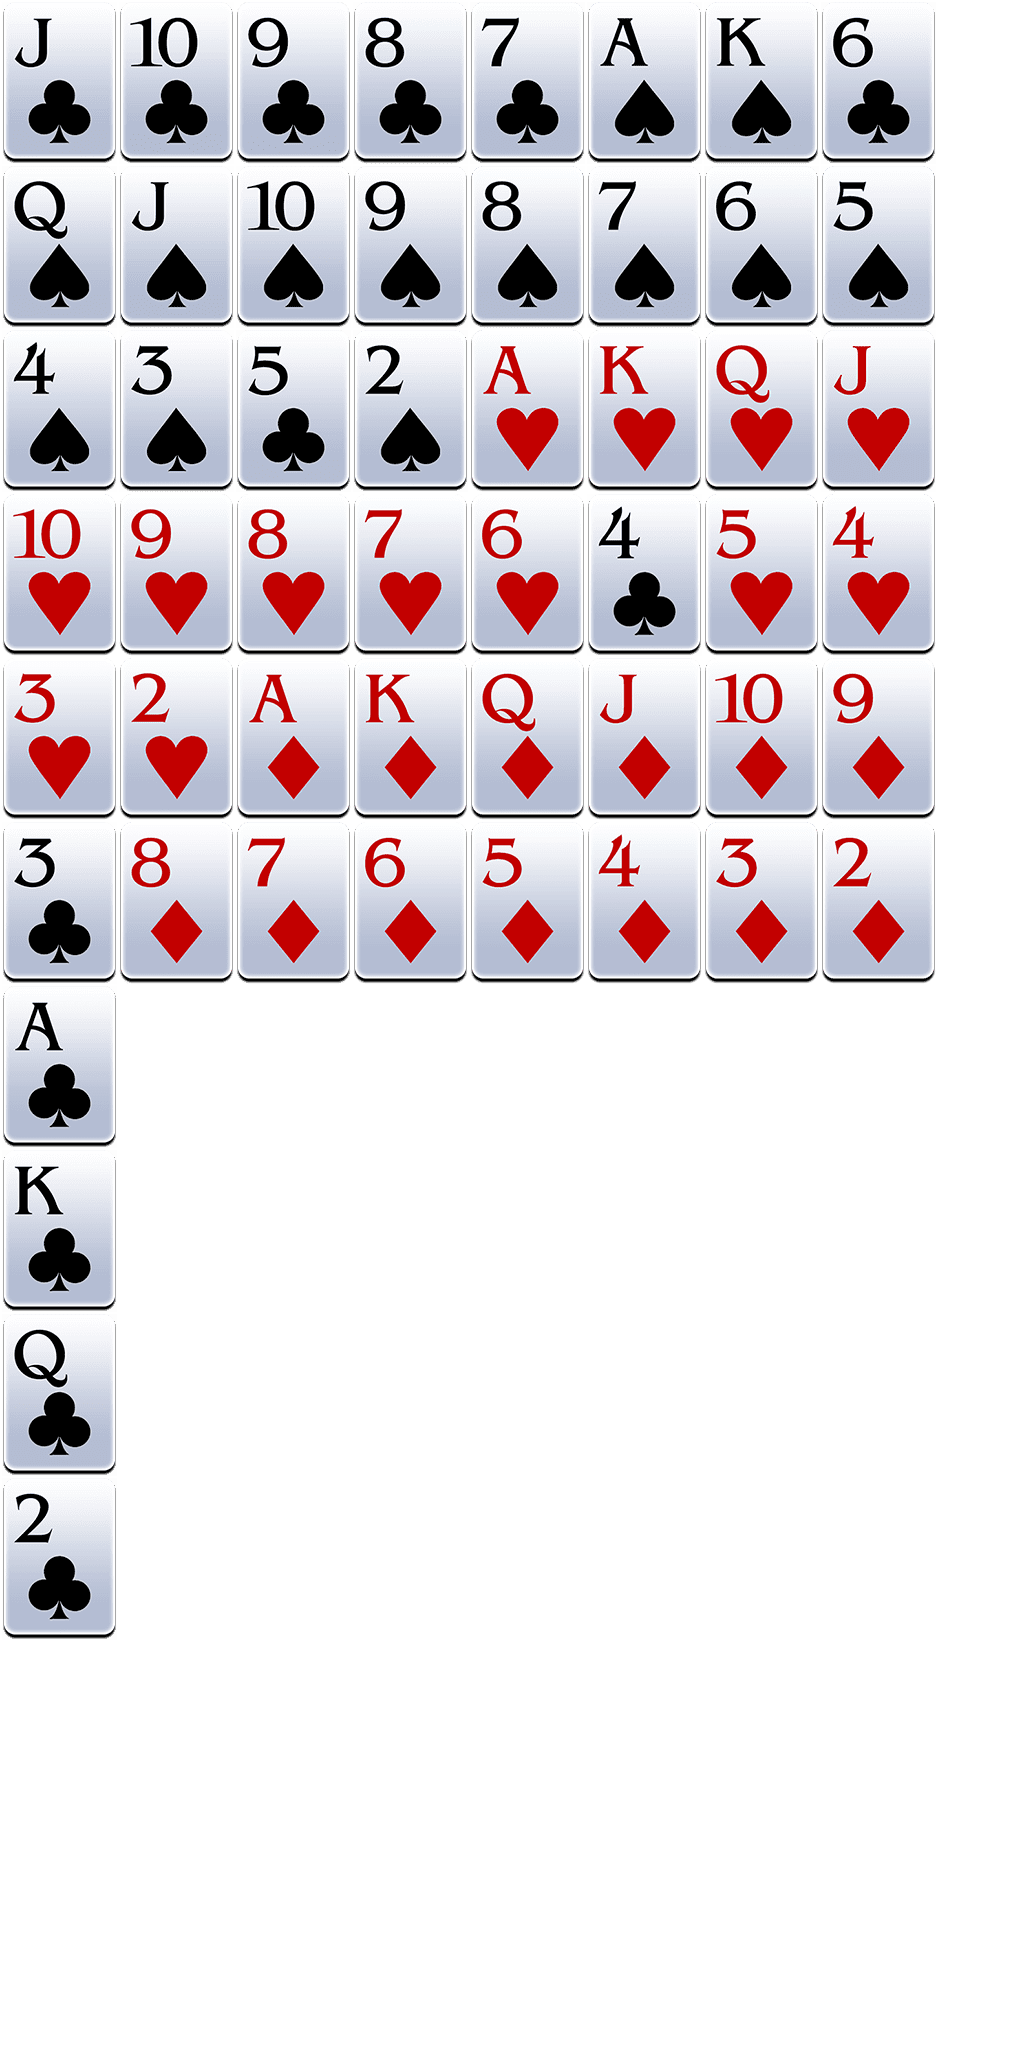 J 10 9 8 7 A K 6
Q J 10 9 8 7 6 5
4 3 5 2 A K Q J
10 9 8 7 6 4 5 4
3 2 A K Q J 10 9
3 8 7 6 5 4 3 2
A
K
Q
2